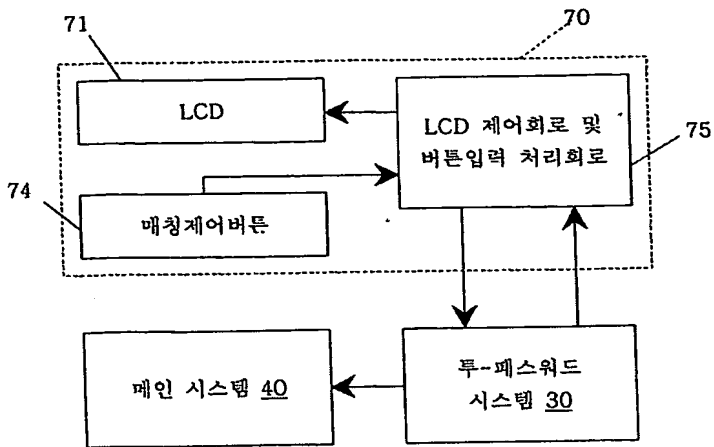 71
70
LCD
LCD 제어회로 및
버튼입력 처리회로
75
74
매칭제어버튼
메인 시스템 40
투-패스워드
시스템 30